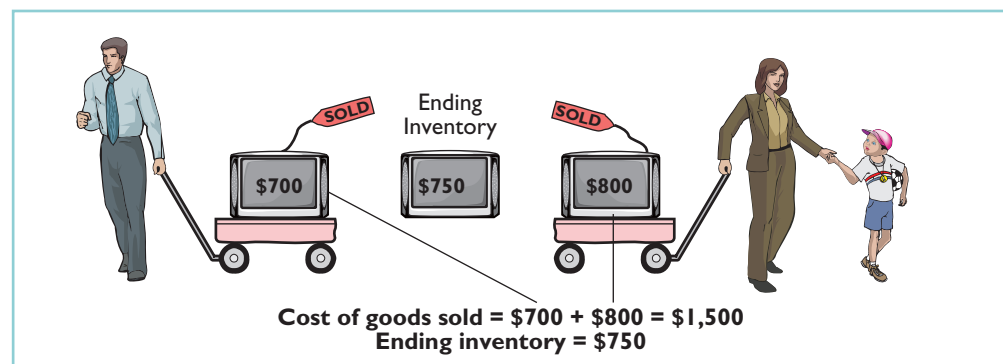 SOLD
Ending
Inventory
SOLD
$700
$750
$800
Cost of goods sold = $700 + $800 = $1,500
Ending inventory = $750